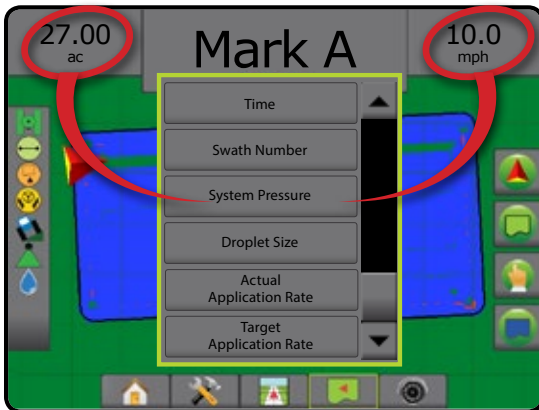 27.00
ac
Mark A
10.0
mph
Time
Swath Number
System Pressure
Droplet Size
Actual
Application Rate
Target
Application Rate